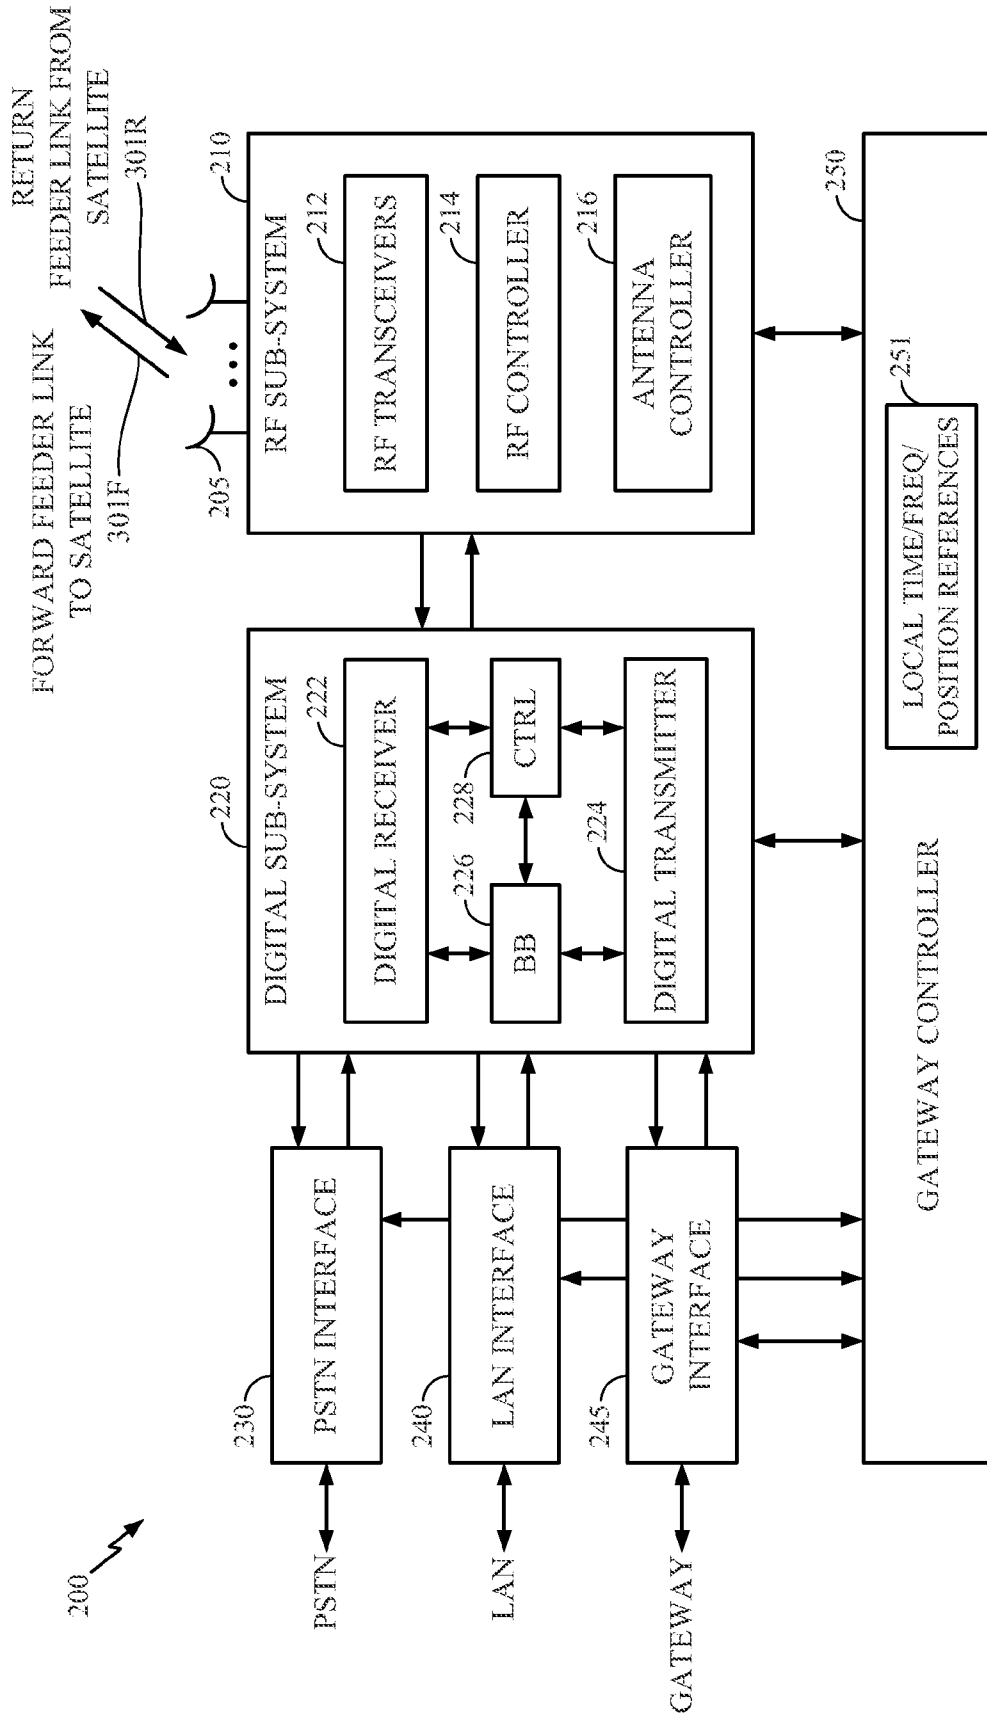 200
FORWARD FEEDER LINK
TO SATELLITE
301F
RETURN
FEEDER LINK FROM
SATELLITE
301R
205
PSTN
230
PSTN INTERFACE
LAN
240
LAN INTERFACE
GATEWAY
245
GATEWAY
INTERFACE
220
DIGITAL SUB-SYSTEM
222
DIGITAL RECEIVER
226
BB
228
CTRL
224
DIGITAL TRANSMITTER
210
RF SUB-SYSTEM
212
RF TRANSCEIVERS
214
RF CONTROLLER
216
ANTENNA
CONTROLLER
250
GATEWAY CONTROLLER
251
LOCAL TIME/FREQ/
POSITION REFERENCES